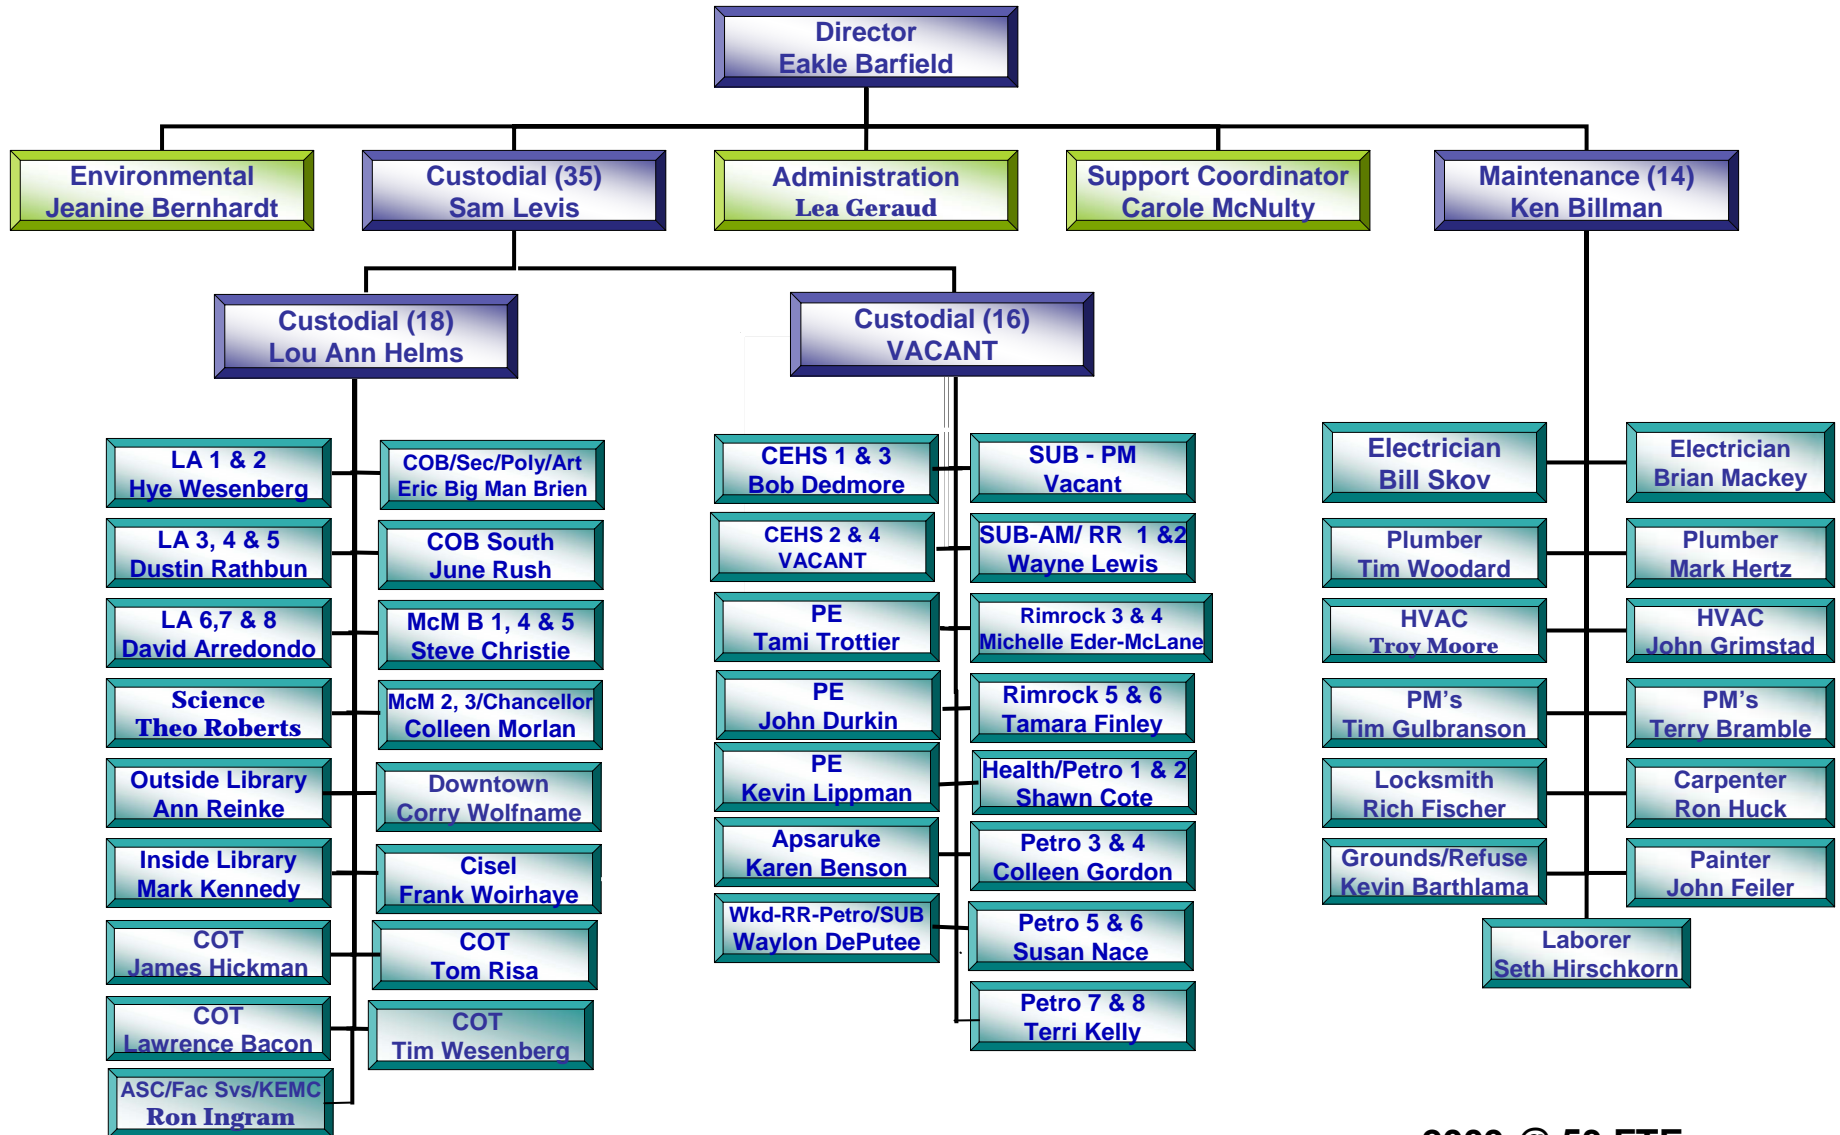 Director
Eakle Barfield
Environmental
Jeanine Bernhardt
Custodial (35)
Sam Levis
Administration
Lea Geraud
Support Coordinator
Carole McNulty
Maintenance (14)
Ken Billman
Custodial (18)
Lou Ann Helms
Custodial (16)
VACANT
LA 1 & 2
Hye Wesenberg
COB/Sec/Poly/Art
Eric Big Man Brien
LA 3, 4 & 5
Dustin Rathbun
COB South
June Rush
LA 6,7 & 8
David Arredondo
McM B 1, 4 & 5
Steve Christie
Science
Theo Roberts
McM 2, 3/Chancellor
Colleen Morlan
Outside Library
Ann Reinke
Downtown
Corry Wolfname
Inside Library
Mark Kennedy
Cisel
Frank Woirhaye
COT
James Hickman
COT
Tom Risa
COT
Lawrence Bacon
COT
Tim Wesenberg
ASC/Fac Svs/KEMC
Ron Ingram
CEHS 1 & 3
Bob Dedmore
SUB - PM
Vacant
CEHS 2 & 4
VACANT
SUB-AM/ RR 1 &2
Wayne Lewis
PE
Tami Trottier
Rimrock 3 & 4
Michelle Eder-McLane
PE
John Durkin
Rimrock 5 & 6
Tamara Finley
PE
Kevin Lippman
Health/Petro 1 & 2
Shawn Cote
Apsaruke
Karen Benson
Petro 3 & 4
Colleen Gordon
Wkd-RR-Petro/SUB
Waylon DePutee
Petro 5 & 6
Susan Nace
Petro 7 & 8
Terri Kelly
Electrician
Bill Skov
Electrician
Brian Mackey
Plumber
Tim Woodard
Plumber
Mark Hertz
HVAC
Troy Moore
HVAC
John Grimstad
PM's
Tim Gulbranson
PM's
Terry Bramble
Locksmith
Rich Fischer
Carpenter
Ron Huck
Grounds/Refuse
Kevin Barthlama
Painter
John Feiler
Laborer
Seth Hirschkorn